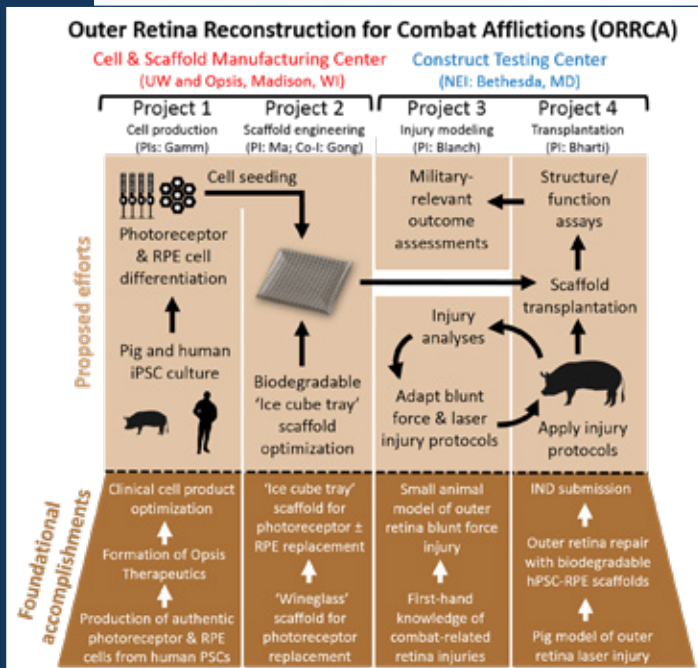 Outer Retina Reconstruction for Combat Afflictions (ORRCA)
Cell & Scaffold Manufacturing Center
(UW and Opsis, Madison, WI)
Construct Testing Center
(NEI: Bethesda, MD)
Project 1
Cell production
(PIs: Gamm)
Project 2
Scaffold engineering
(PI: Ma; Co-I: Gong)
Project 3
Injury modeling
(PI: Blanch)
Project 4
Transplantation
(PI: Bharti)
Proposed efforts
Cell seeding
Photoreceptor
& RPE cell
differentiation
Pig and human
iPSC culture
Biodegradable
'Ice cube tray'
scaffold
optimization
Military-
relevant
outcome
assessments
Injury
analyses
Adapt blunt
force & laser
injury protocols
Structure/
function
assays
Scaffold
transplantation
Apply injury
protocols
Foundational
accomplishments
Clinical cell product
optimization
Formation of Opsis
Therapeutics
Production of authentic
photoreceptor & RPE
cells from human PSCs
'Ice cube tray'
scaffold for
photoreceptor ±
RPE replacement
'Wineglass'
scaffold for
photoreceptor
replacement
Small animal
model of outer
retina blunt force
injury
First-hand
knowledge of
combat-related
retina injuries
IND submission
Outer retina repair
with biodegradable
hPSC-RPE scaffolds
Pig model of outer
retina laser injury